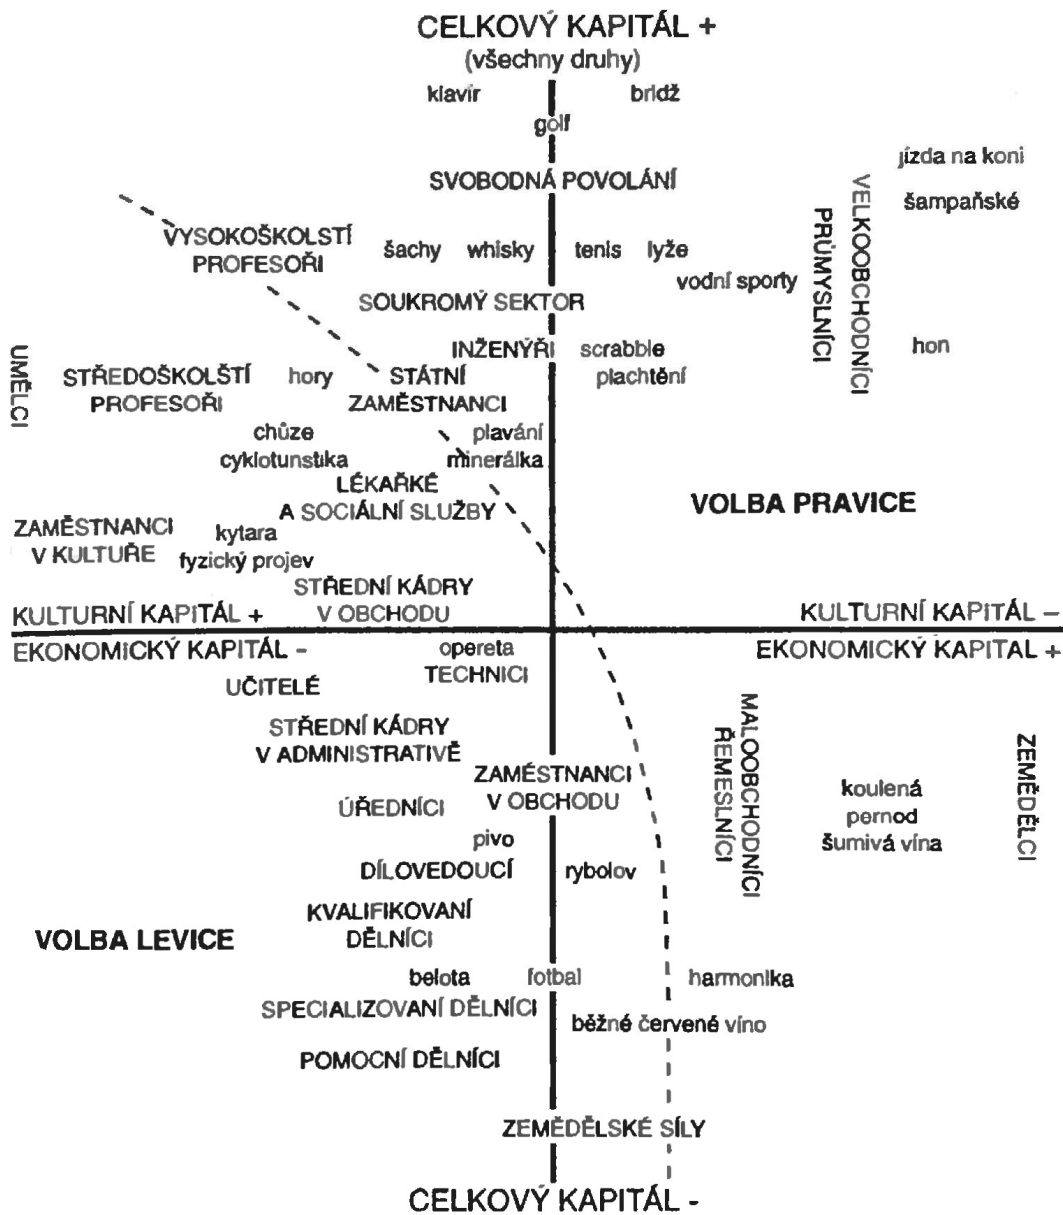 CELKOVÝ KAPITÁL +
(všechny druhy)
klavír
bridž
golf
jízda na koni
SVOBODNÁ POVOLÁNÍ
šampaňské
VELKOOBCHODNÍCI
PRŮMYSLNÍCI
VYSOKOŠKOLSTÍ
PROFESOŘI
šachy
whisky
tenis
lyže
vodní sporty
SOUKROMÝ SEKTOR
INŽENÝŘI
scrabble
plachtění
hon
UMĚLCI
STŘEDOŠKOLŠTÍ
PROFESOŘI
hory
STÁTNÍ
ZAMĚSTNANCI
chůze
cykloturistika
plavání
minerálka
LÉKAŘKÉ
A SOCIÁLNÍ SLUŽBY
VOLBA PRAVICE
ZAMĚSTNANCI
V KULTUŘE
kytara
fyzický projev
STŘEDNÍ KÁDRY
V OBCHODU
KULTURNÍ KAPITÁL +
KULTURNÍ KAPITÁL –
EKONOMICKÝ KAPITÁL -
EKONOMICKÝ KAPITAL +
opereta
TECHNICI
UČITELÉ
STŘEDNÍ KÁDRY
V ADMINISTRATIVĚ
MALOOBCHODNÍCI
ŘEMESLNÍCI
ZEMĚDĚLCI
ZAMÉSTNANCI
V OBCHODU
ÚŘEDNÍCI
koulená
pernod
šumivá vína
pivo
DÍLOVEDOUCÍ
rybolov
KVALIFIKOVANÍ
DĚLNÍCI
VOLBA LEVICE
belota
fotbal
harmonika
SPECIALIZOVANÍ DĚLNÍCI
běžné červené víno
POMOCNÍ DĚLNÍCI
ZEMĚDĚLSKÉ SÍLY
CELKOVÝ KAPITÁL -